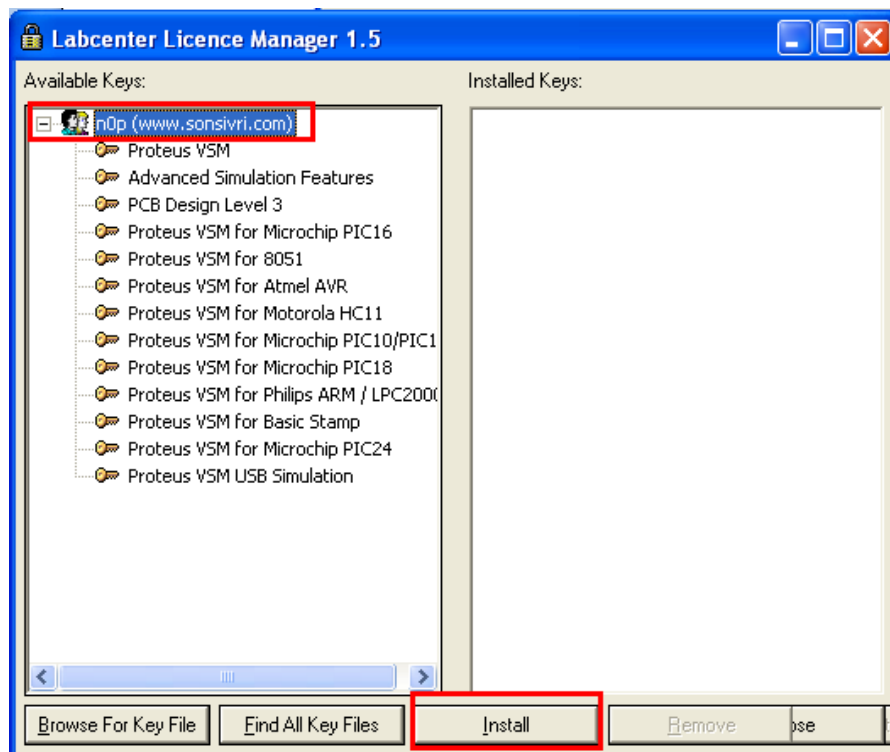 Labcenter Licence Manager 1.5
Available Keys:
Installed Keys:
n0p (www.sonsivri.com)
Proteus VSM
Advanced Simulation Features
PCB Design Level 3
Proteus VSM for Microchip PIC16
Proteus VSM for 8051
Proteus VSM for Atmel AVR
Proteus VSM for Motorola HC11
Proteus VSM for Microchip PIC10/PIC1
Proteus VSM for Microchip PIC18
Proteus VSM for Philips ARM / LPC200
Proteus VSM for Basic Stamp
Proteus VSM for Microchip PIC24
Proteus VSM USB Simulation
Browse For Key File
Find All Key Files
Install
Remove
ose